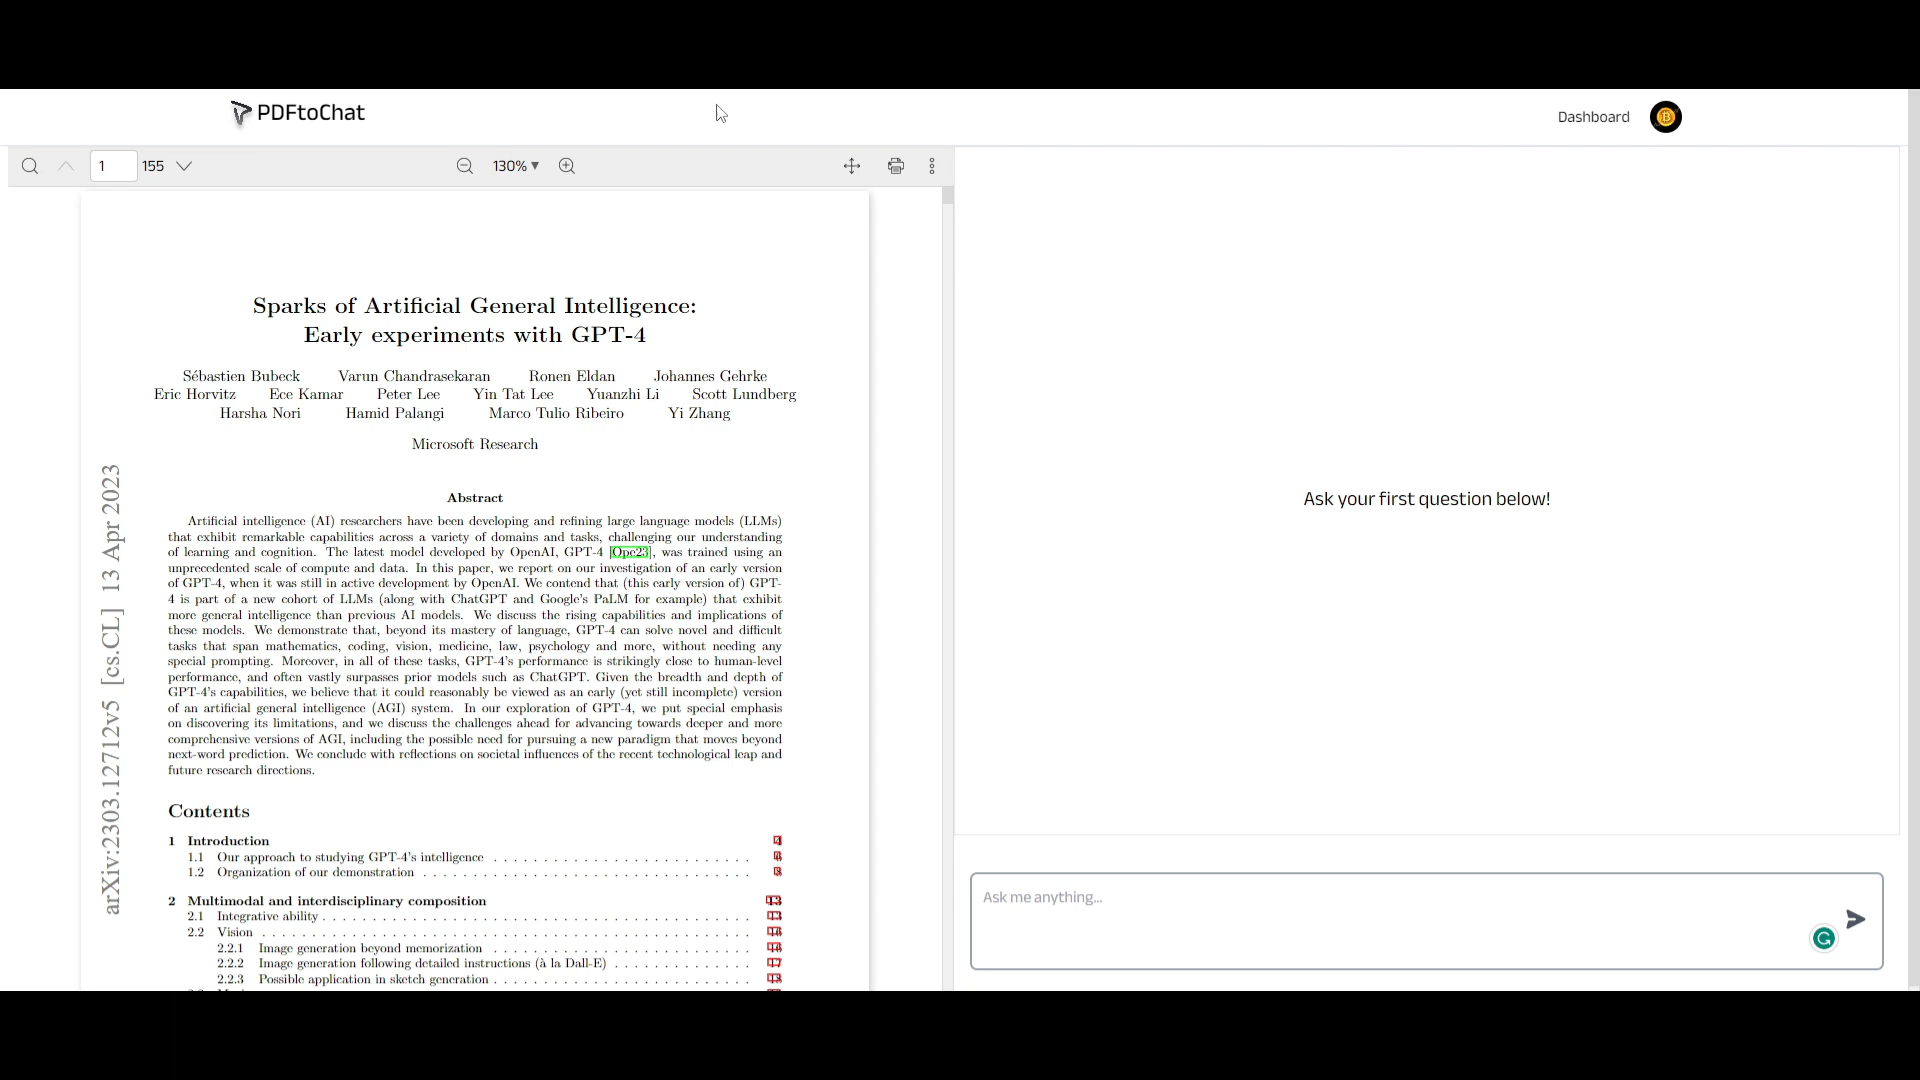 PDFtoChat
Dashboard
1 155
130%
Sparks of Artificial General Intelligence:
Early experiments with GPT-4
Sébastien Bubeck Varun Chandrasekaran Ronen Eldan Johannes Gehrke
Eric Horvitz Ece Kamar Peter Lee Yin Tat Lee Yuanzhi Li Scott Lundberg
Harsha Nori Hamid Palangi Marco Tulio Ribeiro Yi Zhang
Microsoft Research
arXiv:2303.12712v5 [cs.CL] 13 Apr 2023
Abstract
Artificial intelligence (AI) researchers have been developing and refining large language models (LLMs)
that exhibit remarkable capabilities across a variety of domains and tasks, challenging our understanding
of learning and cognition. The latest model developed by OpenAI, GPT-4 [Ope23], was trained using an
unprecedented scale of compute and data. In this paper, we report on our investigation of an early version
of GPT-4, when it was still in active development by OpenAI. We contend that (this early version of) GPT-
4 is part of a new cohort of LLMs (along with ChatGPT and Google's PaLM for example) that exhibit
more general intelligence than previous AI models. We discuss the rising capabilities and implications of
these models. We demonstrate that, beyond its mastery of language, GPT-4 can solve novel and difficult
tasks that span mathematics, coding, vision, medicine, law, psychology and more, without needing any
special prompting. Moreover, in all of these tasks, GPT-4's performance is strikingly close to human-level
performance, and often vastly surpasses prior models such as ChatGPT. Given the breadth and depth of
GPT-4's capabilities, we believe that it could reasonably be viewed as an early (yet still incomplete) version
of an artificial general intelligence (AGI) system. In our exploration of GPT-4, we put special emphasis
on discovering its limitations, and we discuss the challenges ahead for advancing towards deeper and more
comprehensive versions of AGI, including the possible need for pursuing a new paradigm that moves beyond
next-word prediction. We conclude with reflections on societal influences of the recent technological leap and
future research directions.
Contents
1 Introduction 4
1.1 Our approach to studying GPT-4's intelligence . . . . . . . . . . . . . . . . . . . . . . 6
1.2 Organization of our demonstration . . . . . . . . . . . . . . . . . . . . . . . . . . . 8
2 Multimodal and interdisciplinary composition 13
2.1 Integrative ability . . . . . . . . . . . . . . . . . . . . . . . . . . . . . . . . . . . 13
2.2 Vision . . . . . . . . . . . . . . . . . . . . . . . . . . . . . . . . . . . . . . . . 16
2.2.1 Image generation beyond memorization . . . . . . . . . . . . . . . . . . . . . . 16
2.2.2 Image generation following detailed instructions (à la Dall-E) . . . . . . . . . . . 17
2.2.3 Possible application in sketch generation . . . . . . . . . . . . . . . . . . . . . 18
Ask your first question below!
Ask me anything...